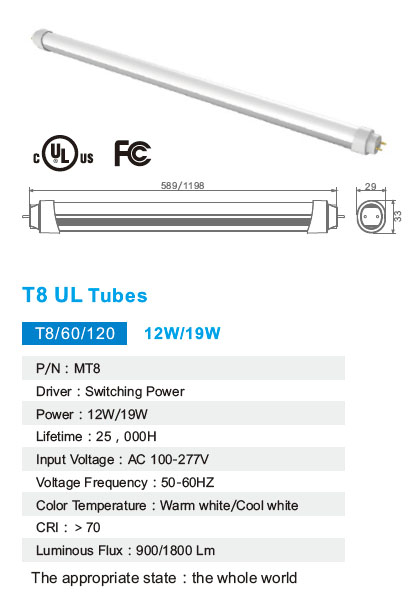 c UL US FC
589/1198
29
33
T8 UL Tubes
T8/60/120 12W/19W
P/N：MT8
Driver：Switching Power
Power：12W/19W
Lifetime：25，000H
Input Voltage：AC 100-277V
Voltage Frequency：50-60HZ
Color Temperature：Warm white/Cool white
CRI：＞70
Luminous Flux：900/1800 Lm
The appropriate state：the whole world